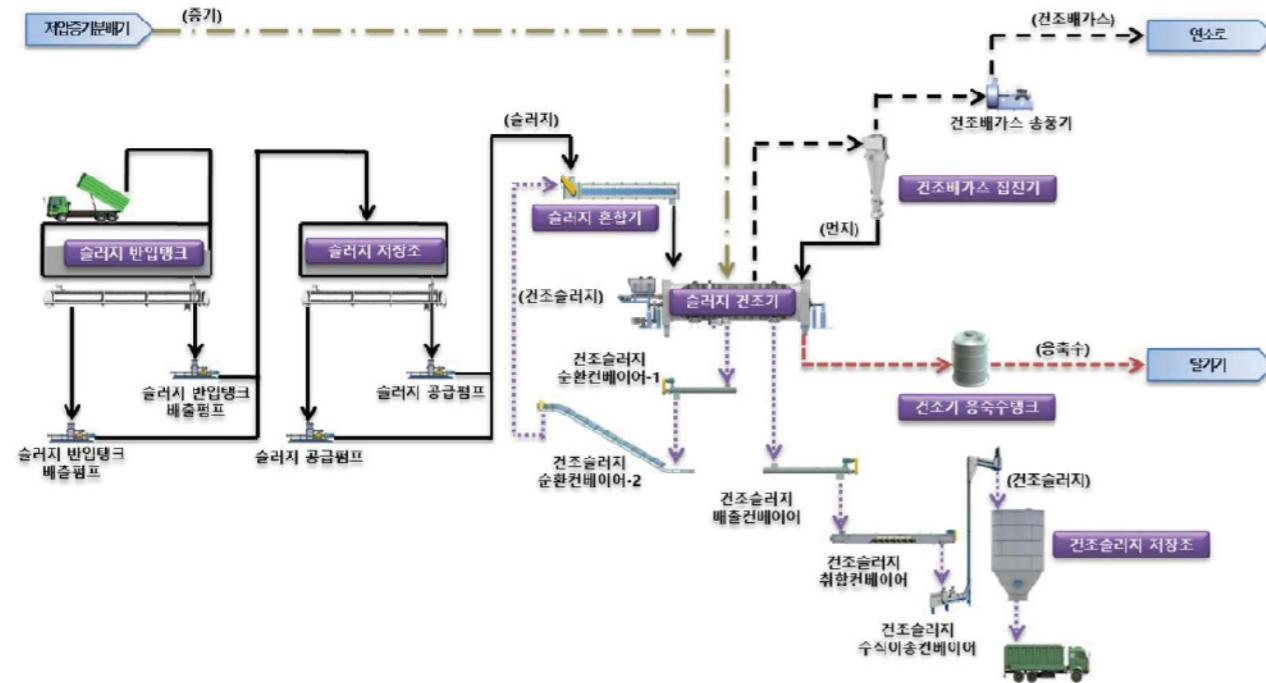 (증기)
저압증기분배기
(건조배가스)
연소로
건조배가스 송풍기
(슬러지)
건조배가스 집진기
슬러지 혼합기
(먼지)
슬러지 반입탱크
슬러지 저장조
(건조슬러지)
슬러지 건조기
(응축수)
탈기기
건조슬러지
순환컨베이어-1
슬러지 반입탱크
배출펌프
슬러지 공급펌프
건조기 응축수탱크
슬러지 반입탱크
배출펌프
슬러지 공급펌프
건조슬러지
순환컨베이어-2
(건조슬러지)
건조슬러지
배출컨베이어
건조슬러지 저장조
건조슬러지
취합컨베이어
건조슬러지
수직이송컨베이어